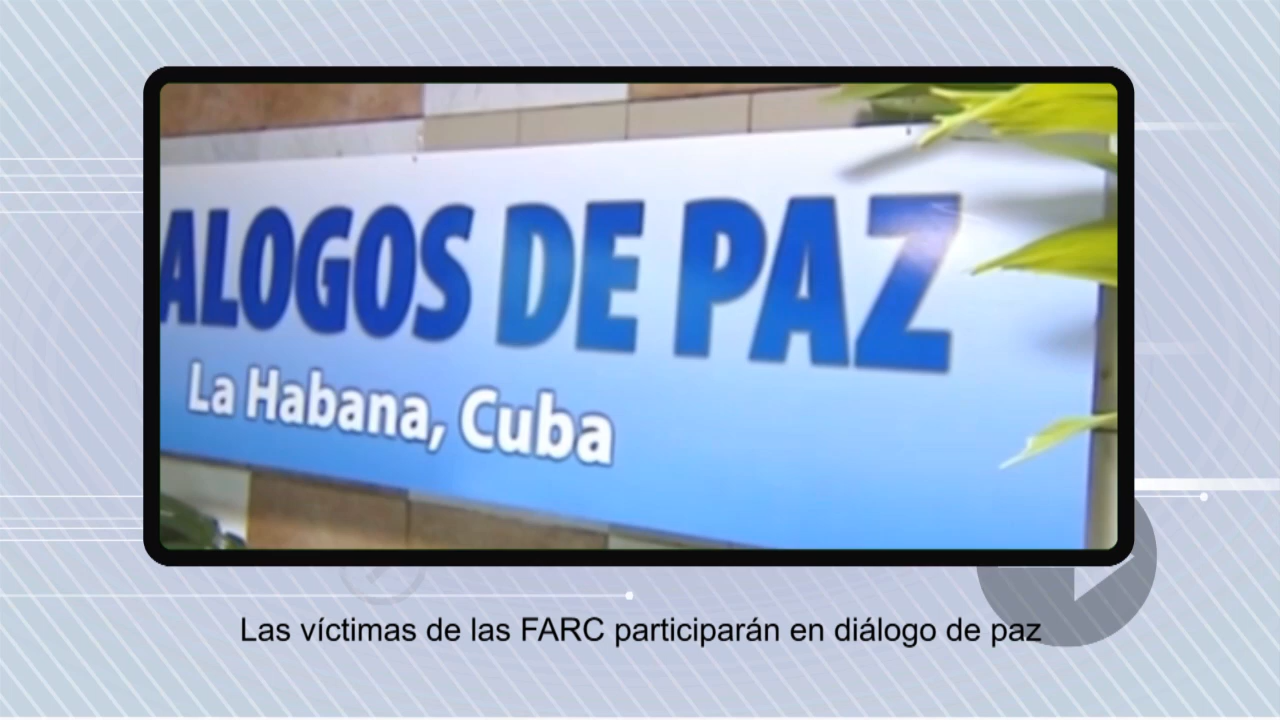 ALOGOS DE PAZ
La Habana, Cuba
Las víctimas de las FARC participarán en diálogo de paz